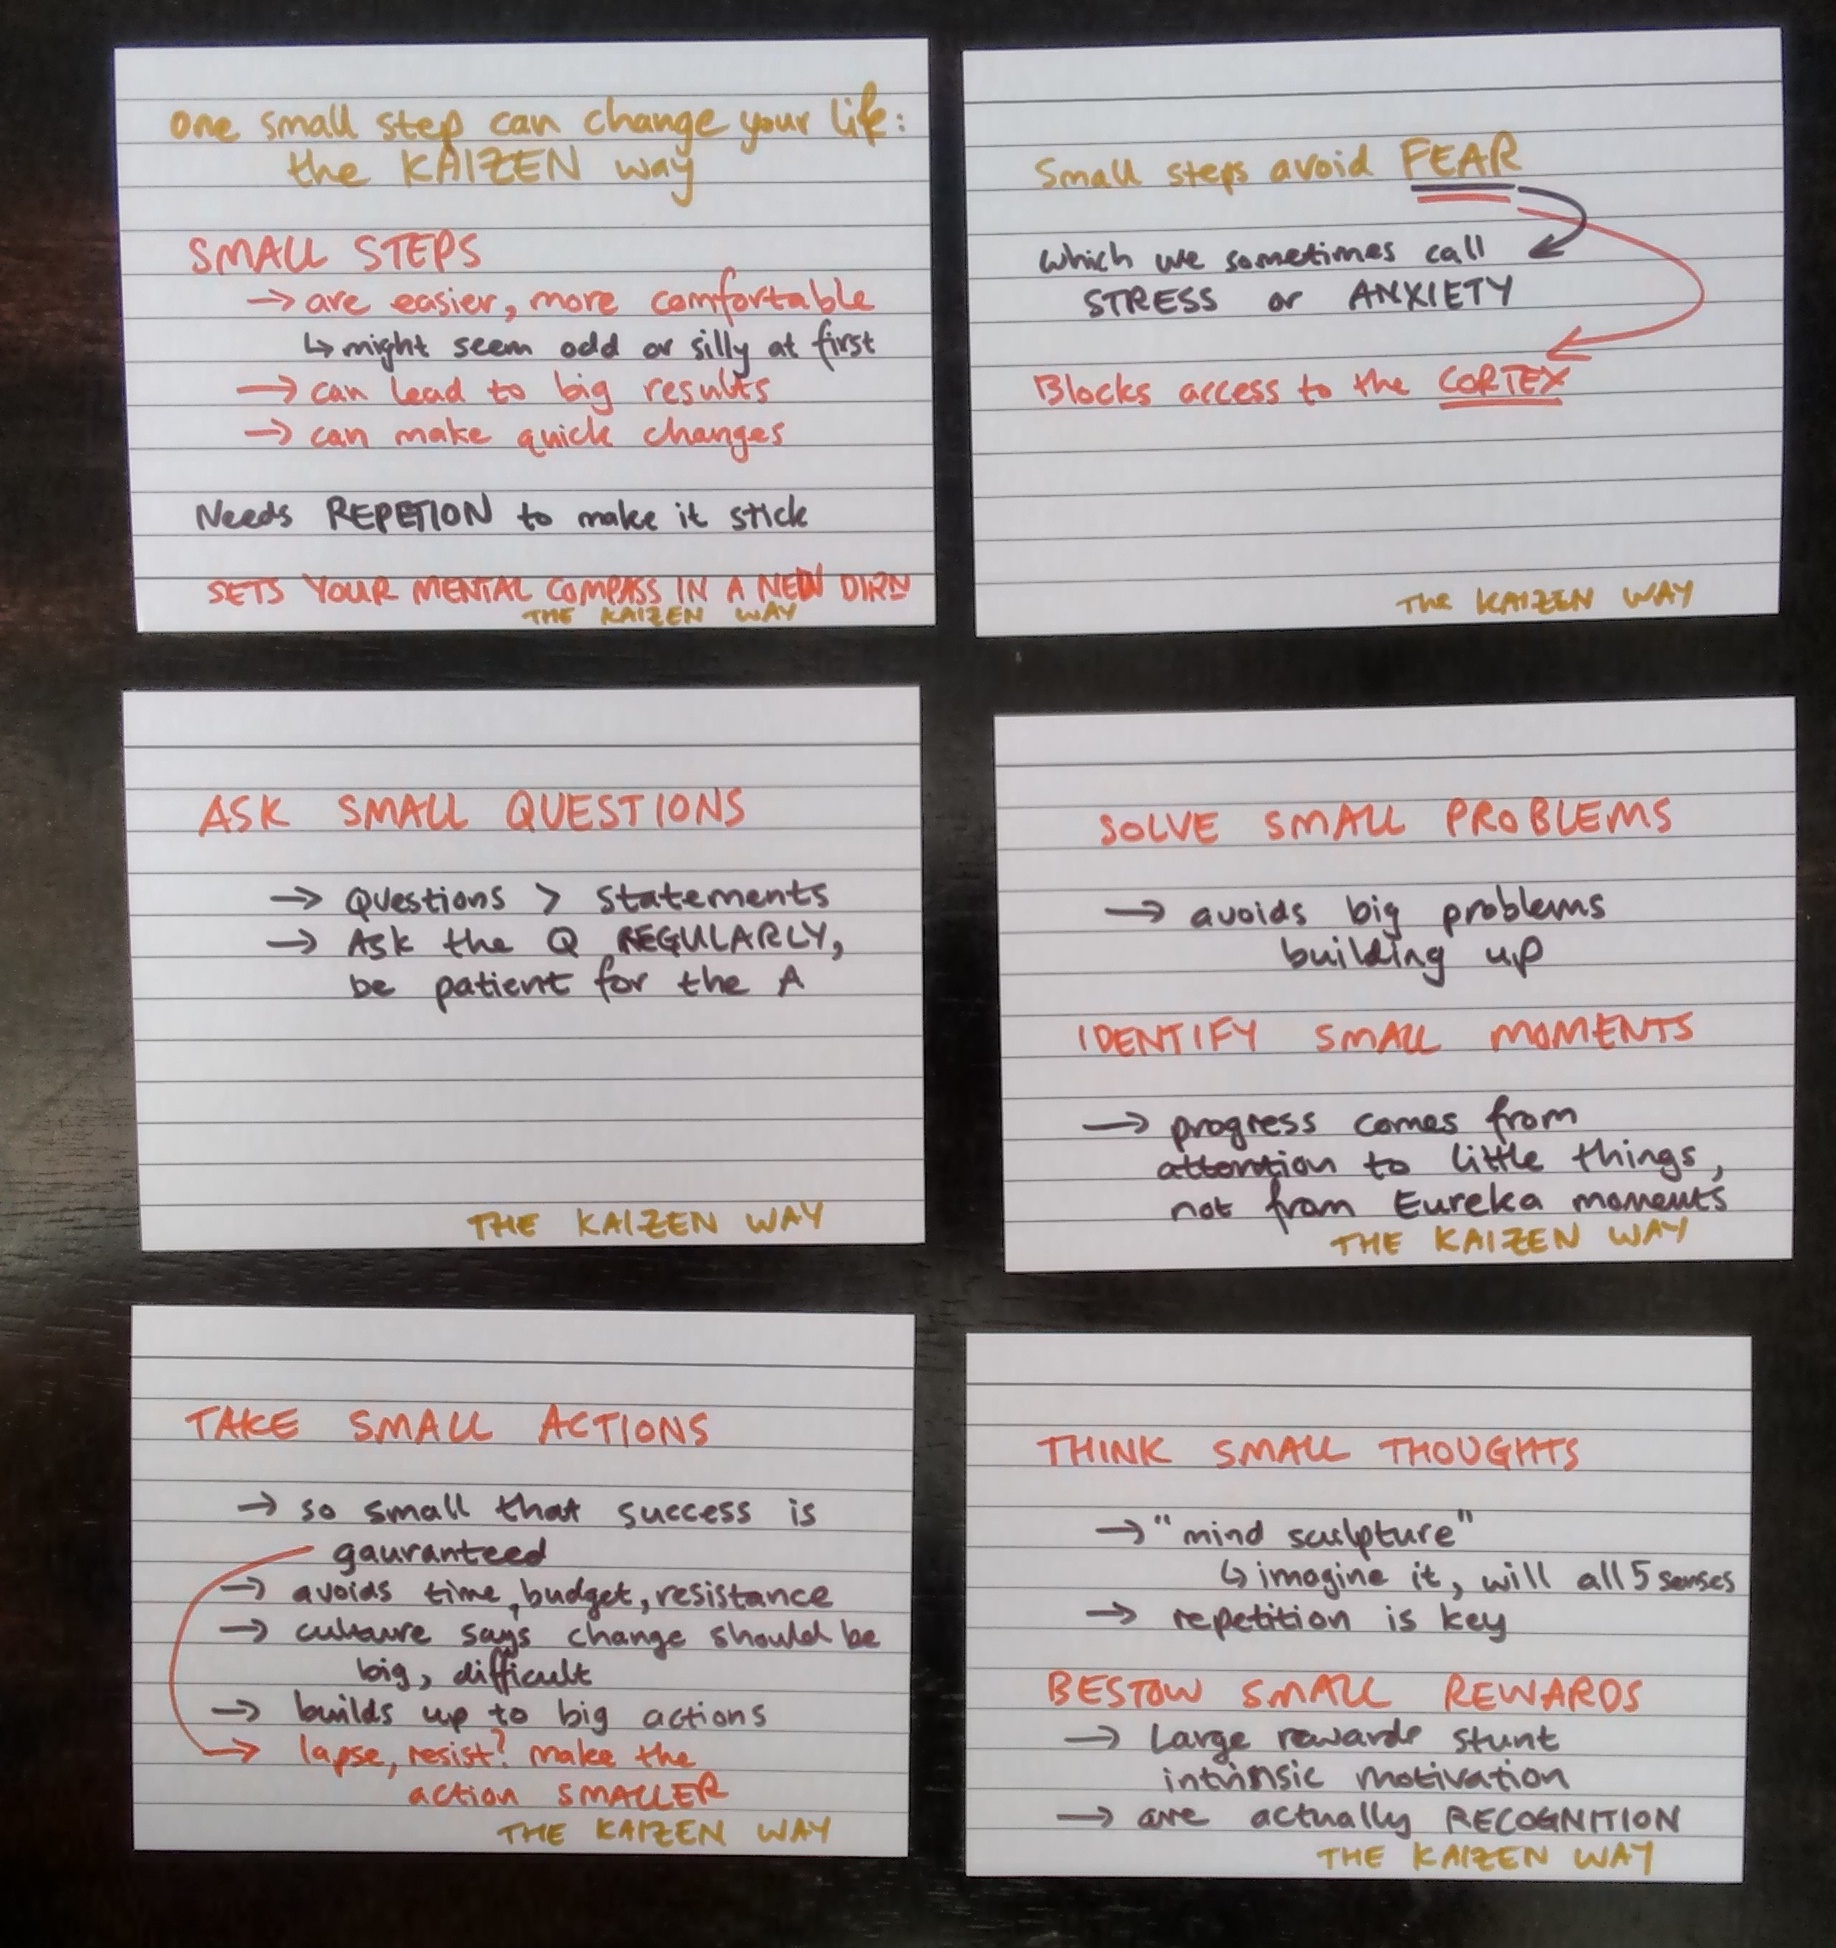 one small step can change your life:
the KAIZEN way
SMALL STEPS
→ are easier, more comfortable
↳ might seem odd or silly at first
→ can lead to big results
→ can make quick changes
Needs REPETION to make it stick
SETS YOUR MENTAL COMPASS IN A NEW DIRN
THE KAIZEN WAY
Small steps avoid FEAR
which we sometimes call
STRESS or ANXIETY
Blocks access to the CORTEX
THE KAIZEN WAY
ASK SMALL QUESTIONS
→ Questions > statements
→ Ask the Q REGULARLY,
be patient for the A
THE KAIZEN WAY
SOLVE SMALL PROBLEMS
→ avoids big problems
building up
IDENTIFY SMALL MOMENTS
→ progress comes from
attention to little things,
not from Eureka moments
THE KAIZEN WAY
TAKE SMALL ACTIONS
→ so small that success is
gauranteed
→ avoids time, budget, resistance
→ culture says change should be
big, difficult
→ builds up to big actions
→ lapse, resist? make the
action SMALLER
THE KAIZEN WAY
THINK SMALL THOUGHTS
→ "mind sculpture"
↳ imagine it, will all 5 senses
→ repetition is key
BESTOW SMALL REWARDS
→ Large rewards stunt
intrinsic motivation
→ are actually RECOGNITION
THE KAIZEN WAY